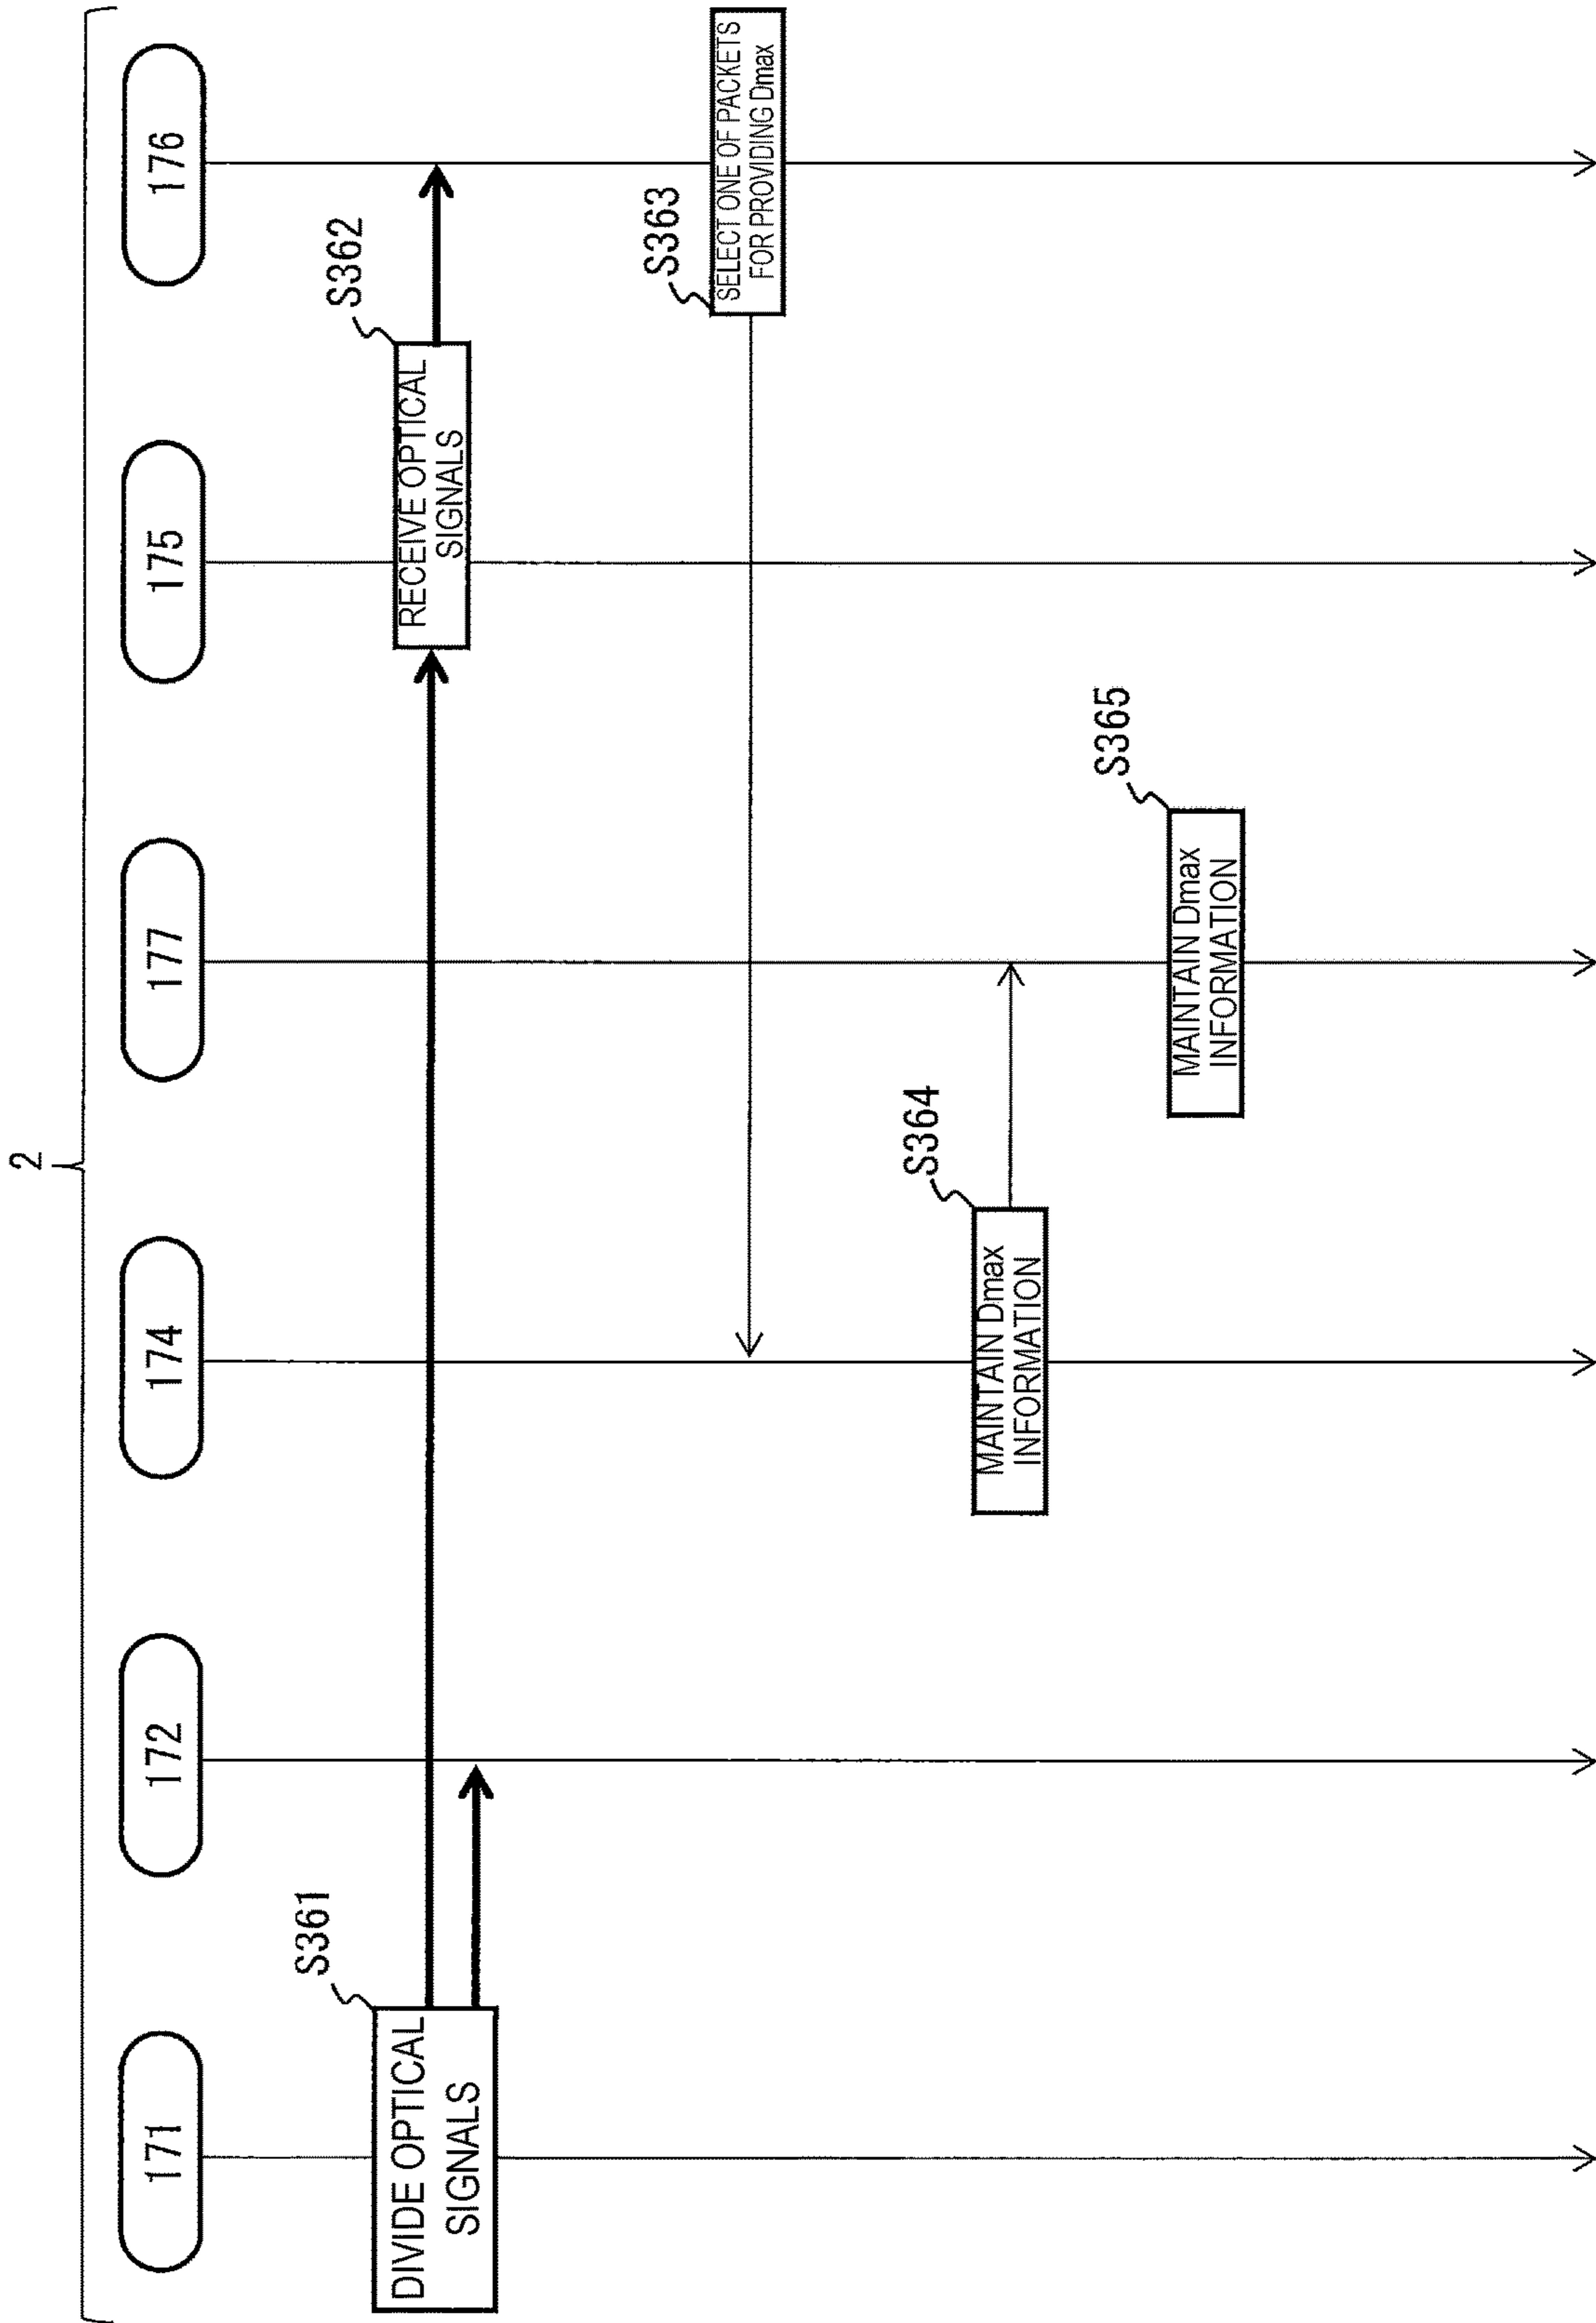 2
171
172
174
177
175
176
S361
DIVIDE OPTICAL
SIGNALS
S362
RECEIVE OPTICAL
SIGNALS
S363
SELECT ONE OF PACKETS
FOR PROVIDING Dmax
S364
MAINTAIN Dmax
INFORMATION
S365
MAINTAIN Dmax
INFORMATION